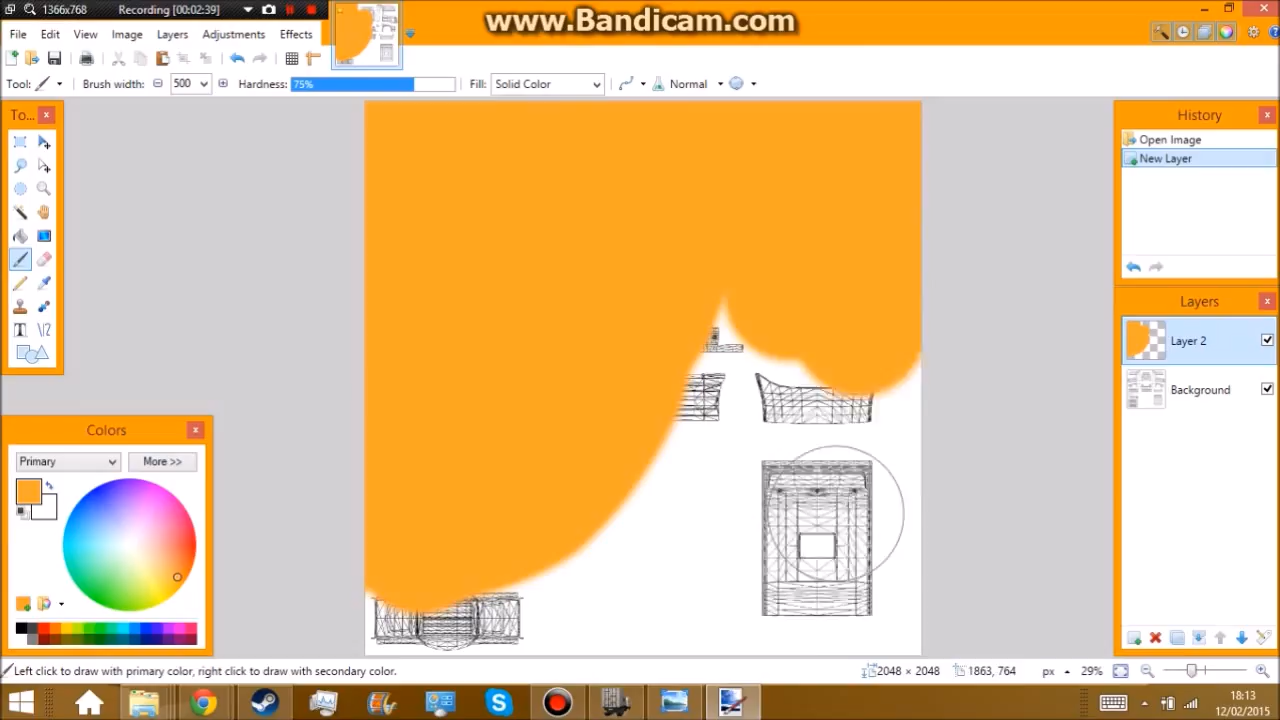 1366x768 Recording [00:02:39]
www.Bandicam.com
File Edit View Image Layers Adjustments Effects
Tool: Brush width: 500 Hardness: 75% Fill: Solid Color Normal
To... x
History x
Open Image
New Layer
Layers x
Layer 2
Background
Colors x
Primary More >>
Left click to draw with primary color, right click to draw with secondary color. 2048 × 2048 1863, 764 px 29%
18:13
12/02/2015